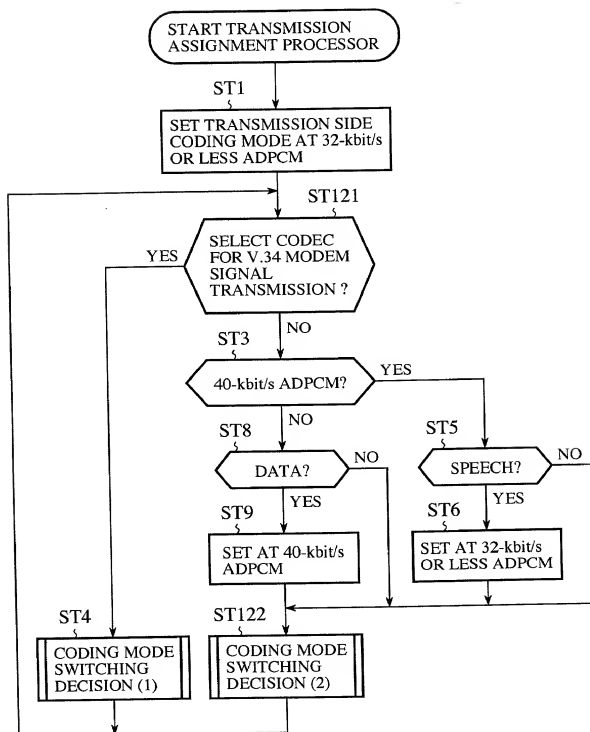 START TRANSMISSION
ASSIGNMENT PROCESSOR
ST1
SET TRANSMISSION SIDE
CODING MODE AT 32-kbit/s
OR LESS ADPCM
ST121
SELECT CODEC
FOR V.34 MODEM
SIGNAL
TRANSMISSION ?
YES
NO
ST3
40-kbit/s ADPCM?
YES
NO
ST8
DATA?
NO
YES
ST5
SPEECH?
NO
YES
ST9
SET AT 40-kbit/s
ADPCM
ST6
SET AT 32-kbit/s
OR LESS ADPCM
ST4
CODING MODE
SWITCHING
DECISION (1)
ST122
CODING MODE
SWITCHING
DECISION (2)